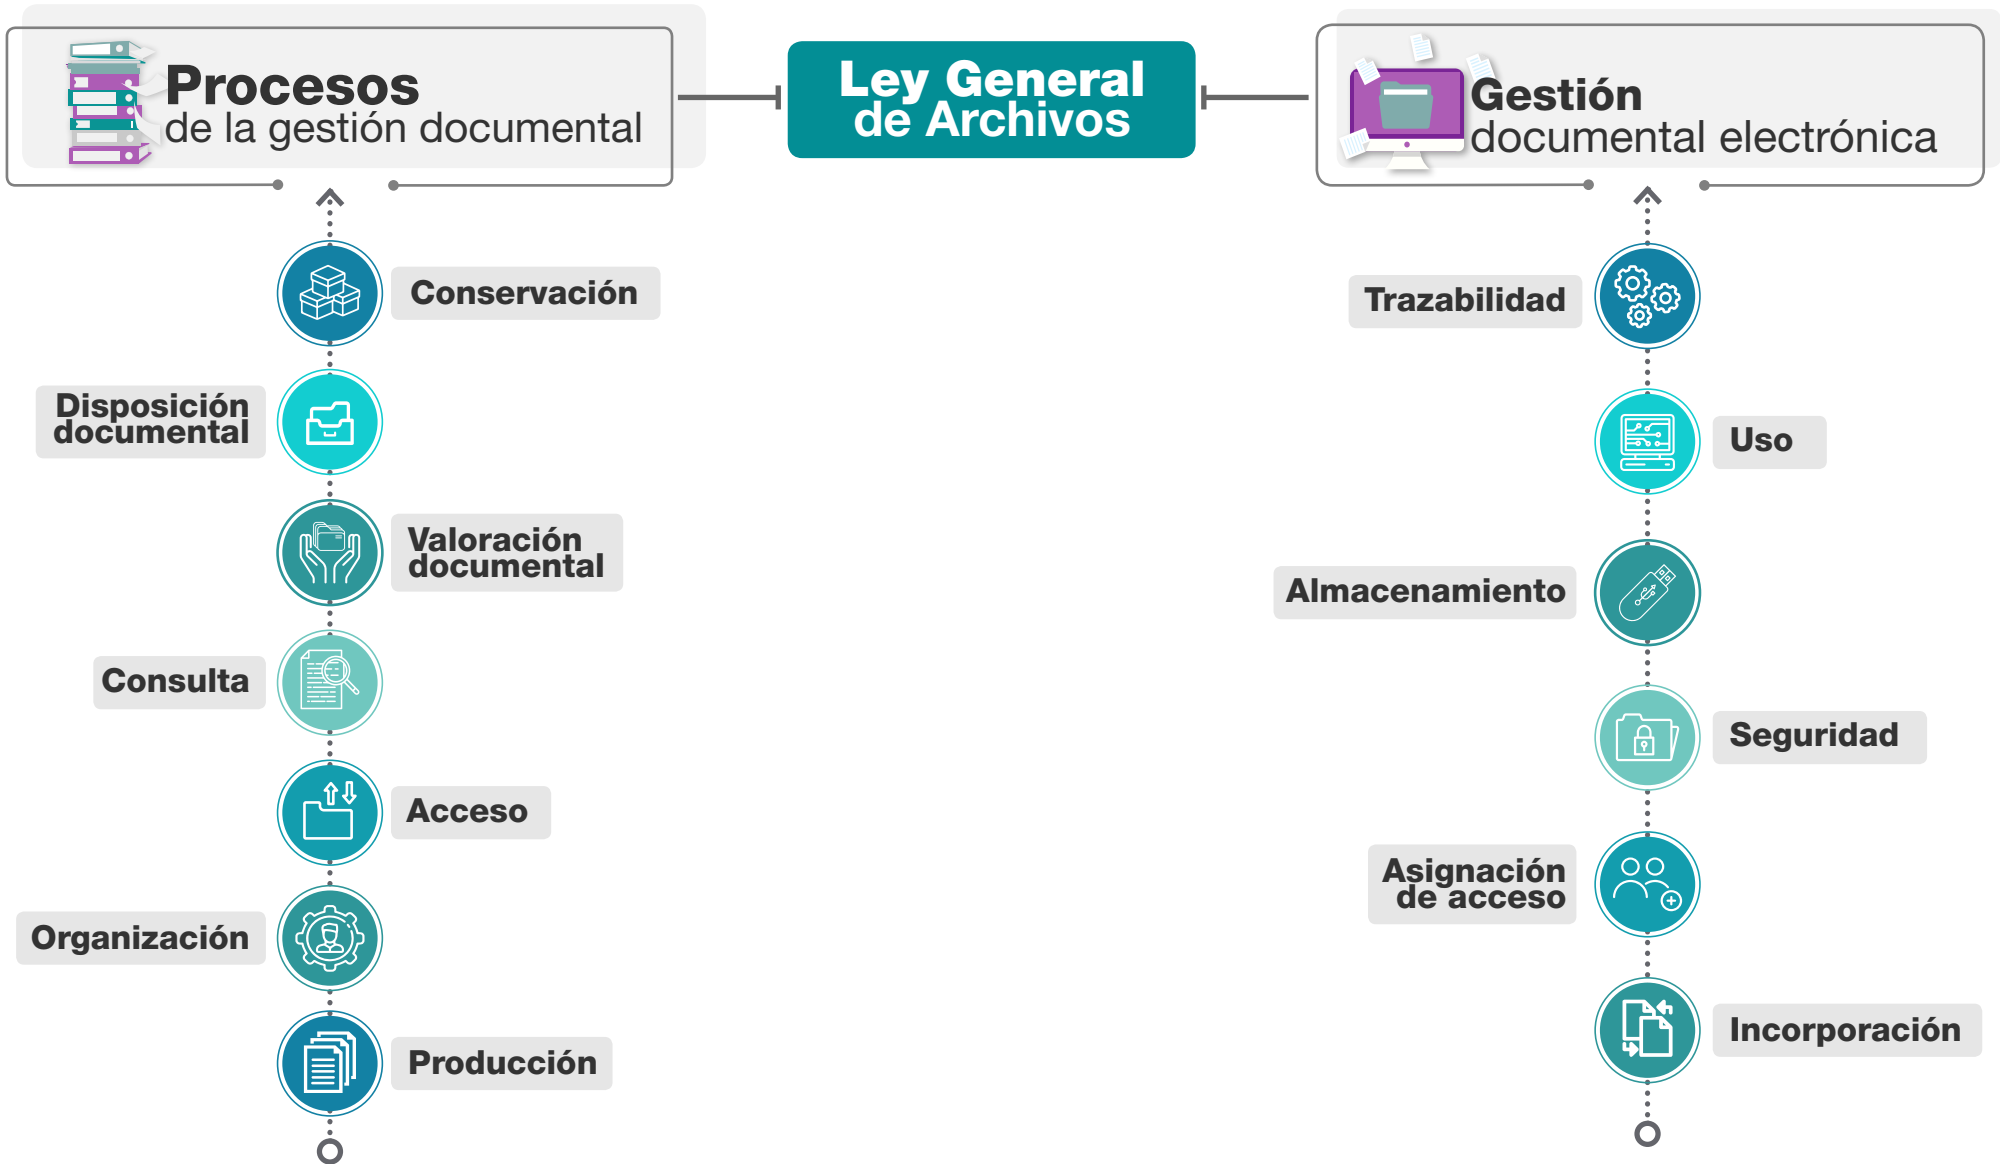 Procesos
de la gestión documental
Ley General
de Archivos
Gestión
documental electrónica
Conservación
Disposición
documental
Valoración
documental
Consulta
Acceso
Organización
Producción
Trazabilidad
Uso
Almacenamiento
Seguridad
Asignación
de acceso
Incorporación